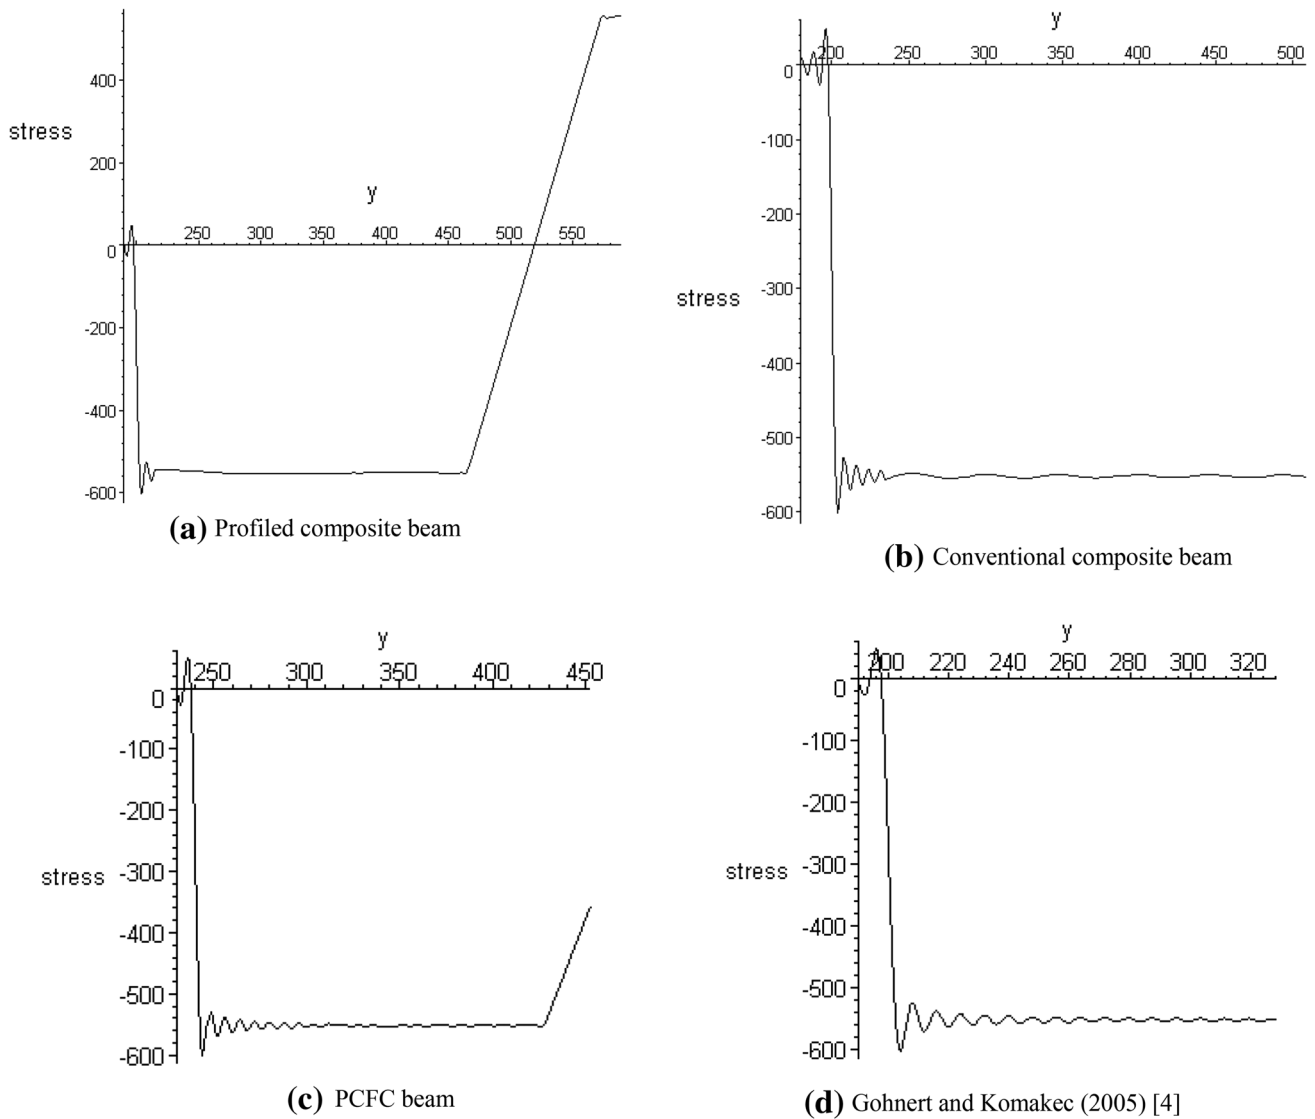 400
stress
200
y
250 300 350 400 450 500 550
0
-200
-400
-600
(a) Profiled composite beam
y
200 250 300 350 400 450 500
0
-100
-200
-300
stress
-400
-500
-600
(b) Conventional composite beam
y
250 300 350 400 450
0
-100
-200
-300
stress
-400
-500
-600
(c) PCFC beam
y
200 220 240 260 280 300 320
0
-100
-200
-300
stress
-400
-500
-600
(d) Gohnert and Komakec (2005) [4]